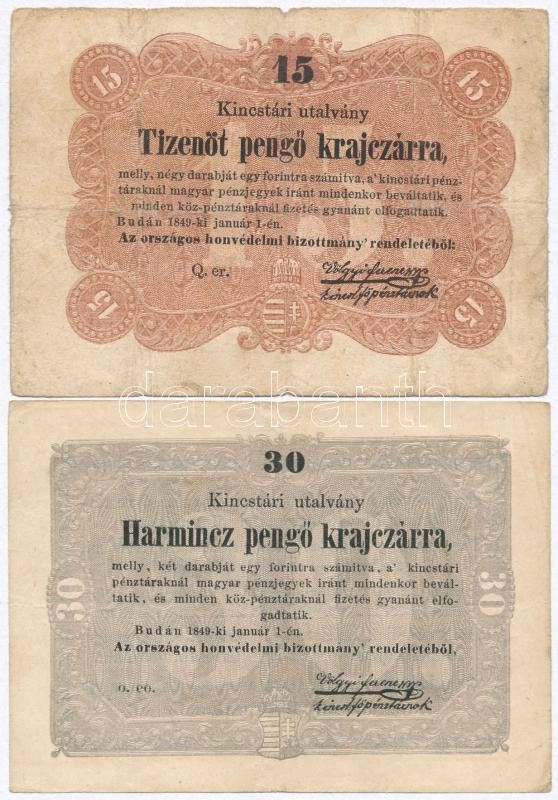 15
15 15
Kincstári utalvány
Tizenöt pengő krajczárra,
melly, négy darabját egy forintra számitva, a' kincstári pénz-
táraknál magyar pénzjegyek iránt mindenkor beváltatik, és
minden köz-pénztáraknál fizetés gyanánt elfogadtatik.
Budán 1849-ki január 1-én.
Az országos honvédelmi bizottmány' rendeletéből:
Q. er.
15 15
darabanth
30
Kincstári utalvány
Harmincz pengő krajczárra,
melly, két darabját egy forintra számitva, a' kincstári
pénztáraknál magyar pénzjegyek iránt mindenkor bevál-
tatik, és minden köz-pénztáraknál fizetés gyanánt elfo-
gadtatik.
30 30
Budán 1849-ki január 1-én.
Az országos honvédelmi bizottmány' rendeletéből,